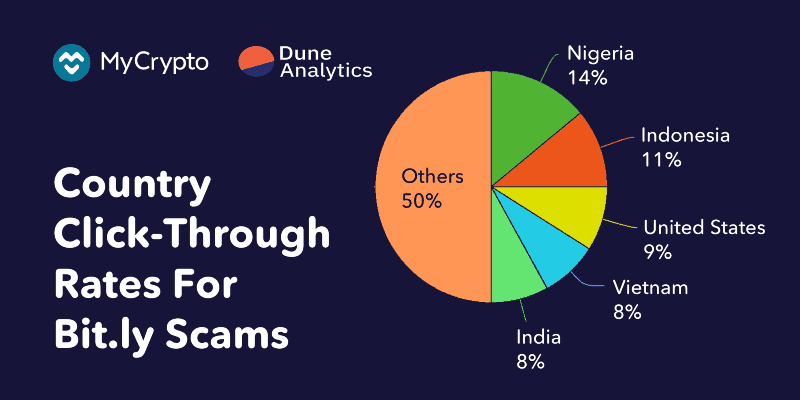 MyCrypto
Dune
Analytics
Country
Click-Through
Rates For
Bit.ly Scams
Nigeria
14%
Indonesia
11%
United States
9%
Vietnam
8%
India
8%
Others
50%